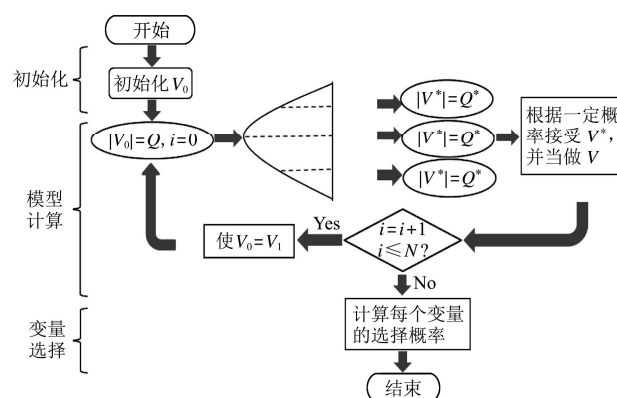 开始
初始化
初始化V₀
|V₀|=Q, i=0
|V*|=Q*
|V*|=Q*
|V*|=Q*
根据一定概
率接受 V*,
并当做 V
模型
计算
使V₀=V₁
Yes
i=i+1
i≤N?
No
计算每个变量
的选择概率
变量
选择
结束